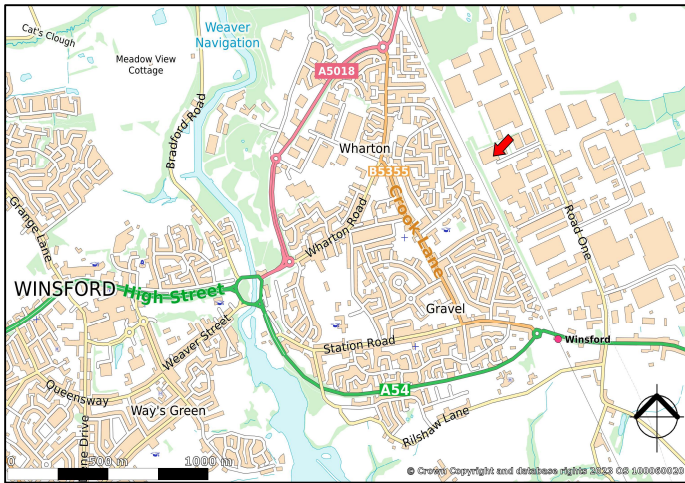 Cat's Clough
Weaver
Navigation
Meadow View
Cottage
A5018
Bradford Road
Wharton
B5355
Crook Lane
Grange Lane
Wharton Road
Road One
WINSFORD
High Street
Gravel
Weaver Street
Station Road
Winsford
Queensway
A54
Way's Green
Rilshaw Lane
ne Drive
0
500 m
1000 m
© Crown Copyright and database rights 2023 OS 100060020